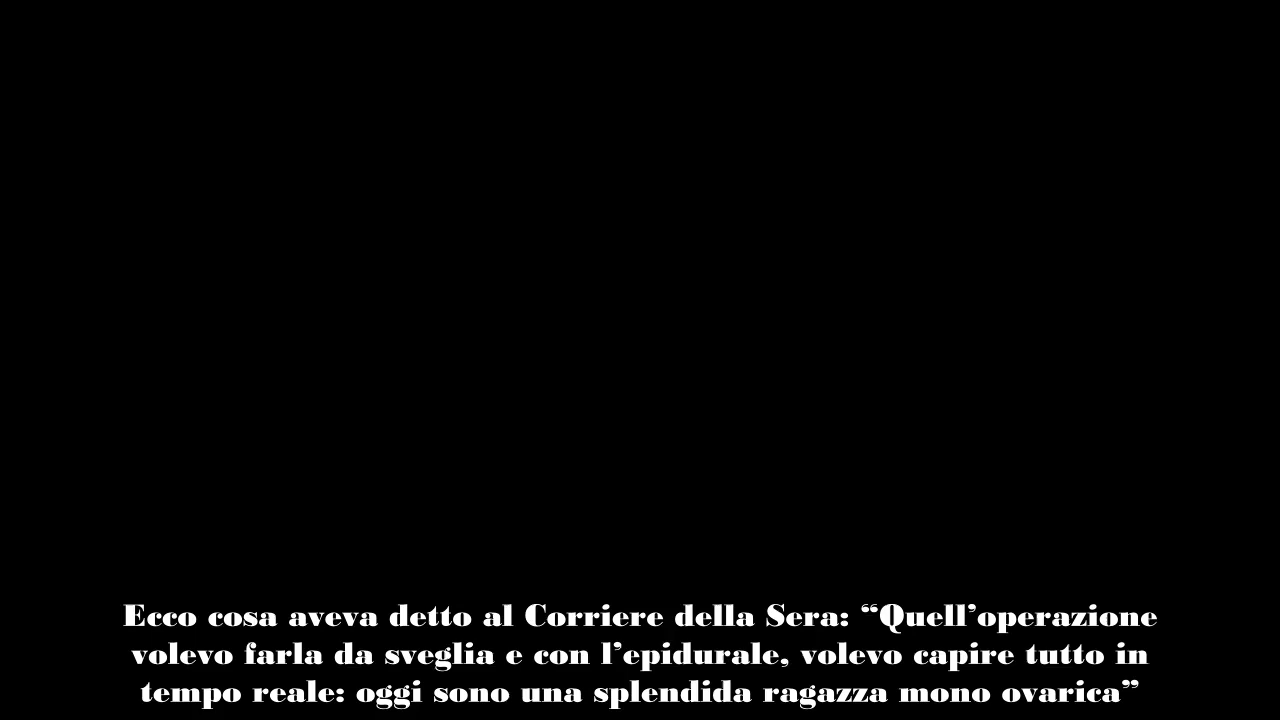 Ecco cosa aveva detto al Corriere della Sera: “Quell’operazione
volevo farla da sveglia e con l’epidurale, volevo capire tutto in
tempo reale: oggi sono una splendida ragazza mono ovarica”